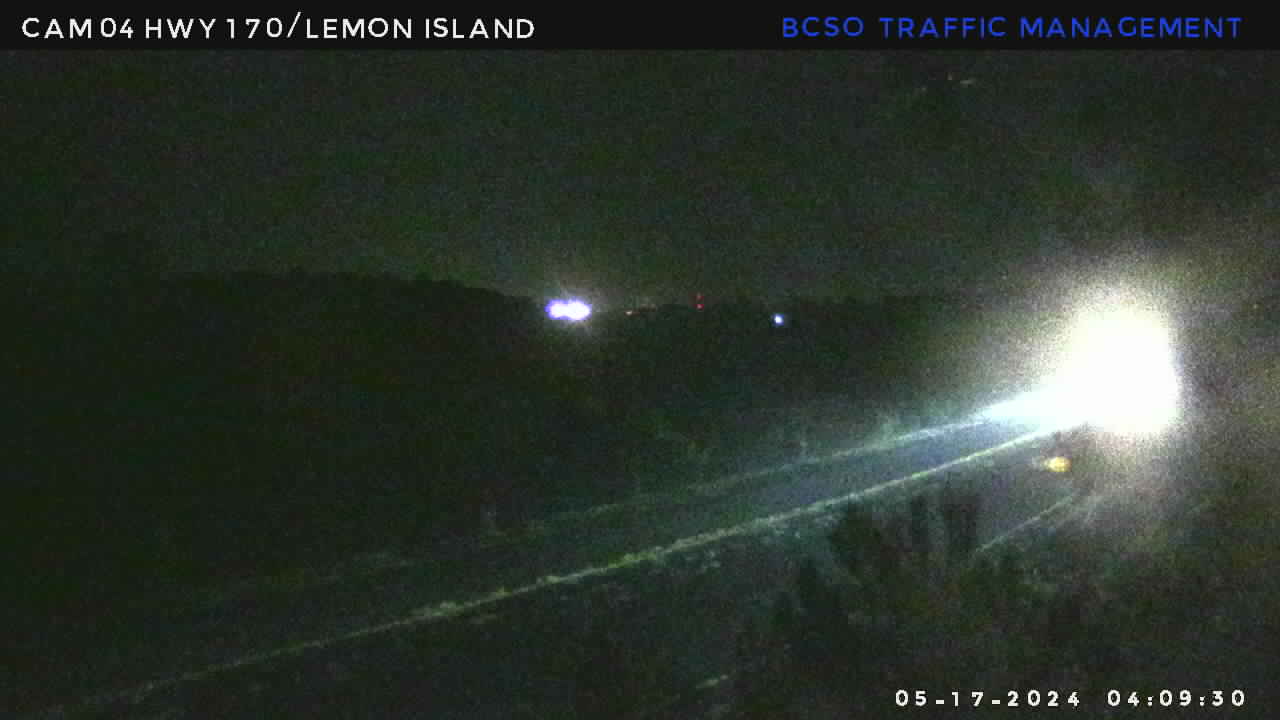 CAM04 HWY 170/LEMON ISLAND
BCSO TRAFFIC MANAGEMENT
05-17-2024 04:09:30